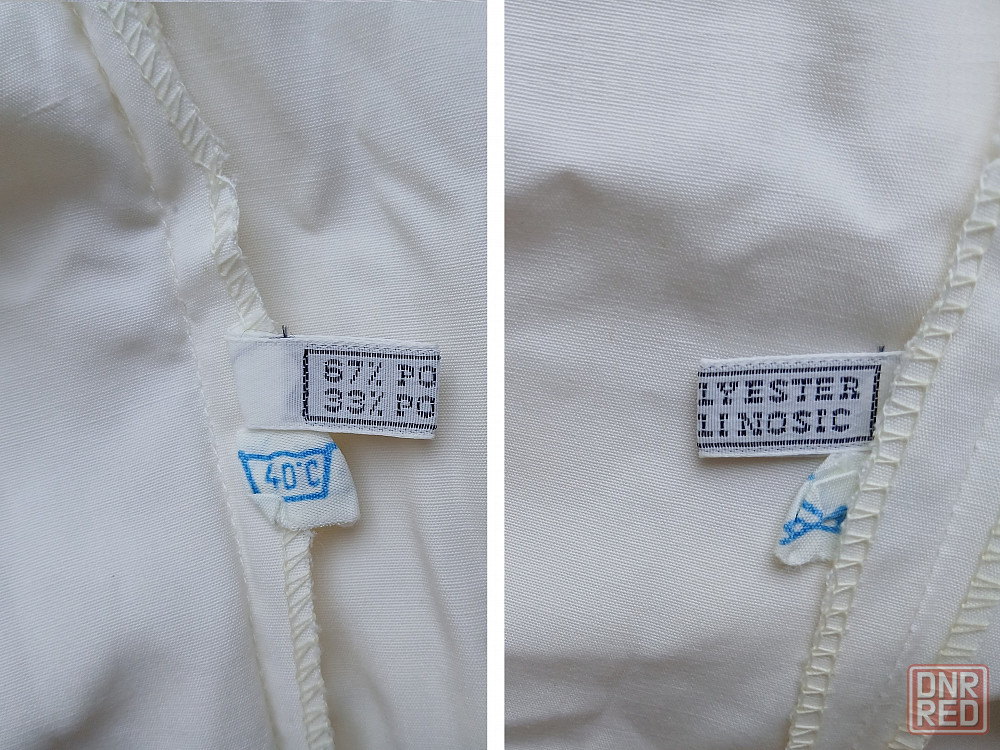 67% PO
33% PO
40°C
LYESTER
LINOSIC
DNR
RED